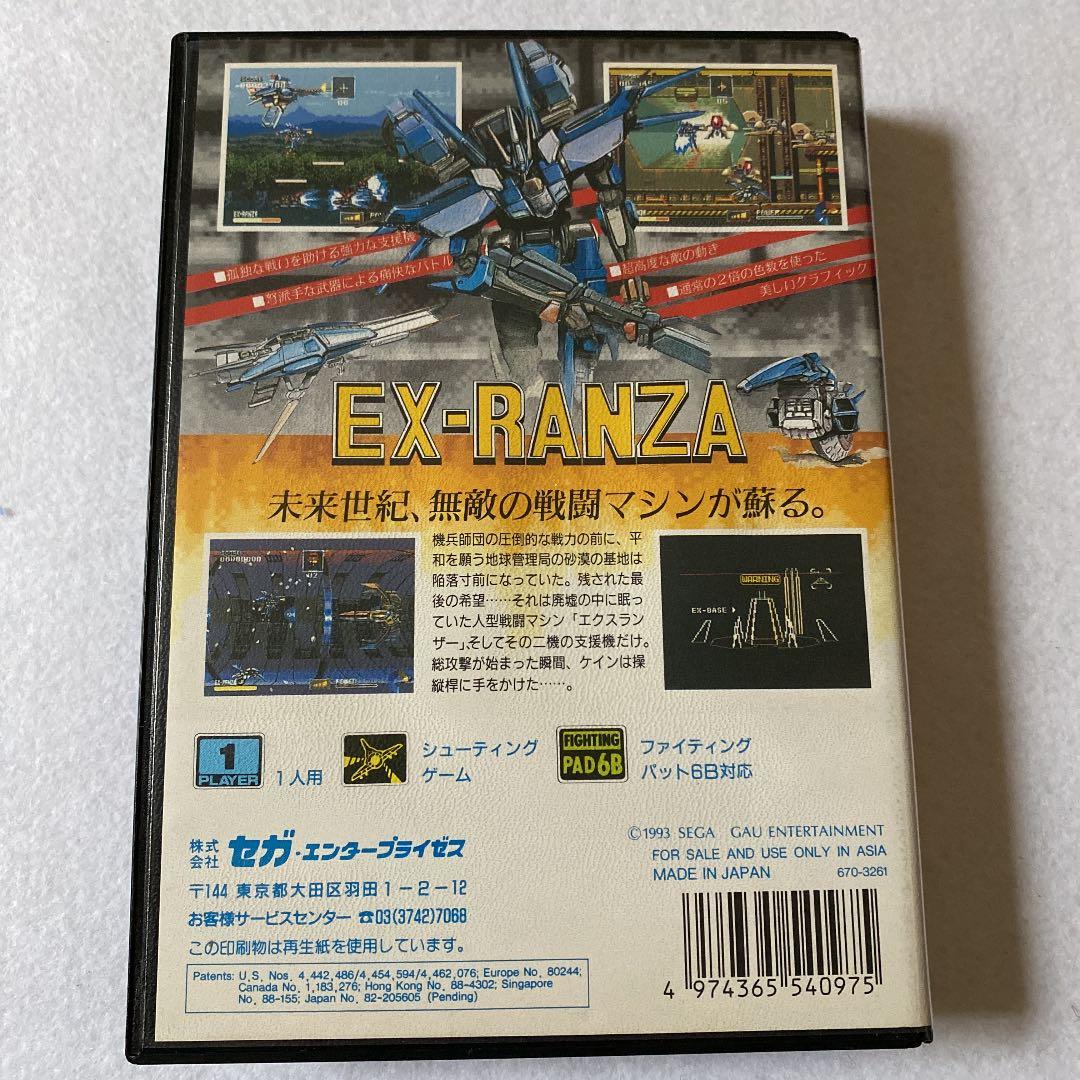 ■孤独な戦いを助ける強力な支援機
■超派手な武器による痛快なバトル
■超高度な敵の動き
■通常の2倍の色数を使った
美しいグラフィック
EX-RANZA
未来世紀、無敵の戦闘マシンが蘇る。
機兵師団の圧倒的な戦力の前に、平
和を願う地球管理局の砂漠の基地は
陥落寸前になっていた。残された最
後の希望……それは廃墟の中に眠っ
ていた人型戦闘マシン「エクスラン
ザー」、そしてその二機の支援機だけ。
総攻撃が始まった瞬間、ケインは操
縦桿に手をかけた……。
WARNING
EX-BASE
1
PLAYER
1人用
シューティング
ゲーム
FIGHTING
PAD6B
ファイティング
パット6B対応
株式
会社
セガ・エンタープライゼス
〒144 東京都大田区羽田1-2-12
お客様サービスセンター ☎03(3742)7068
この印刷物は再生紙を使用しています。
Patents: U.S. Nos. 4,442,486/4,454,594/4,462,076; Europe No. 80244;
Canada No. 1,183,276; Hong Kong No. 88-4302; Singapore
No. 88-155; Japan No. 82-205605 (Pending)
©1993 SEGA GAU ENTERTAINMENT
FOR SALE AND USE ONLY IN ASIA
MADE IN JAPAN 670-3261
4 974365 540975